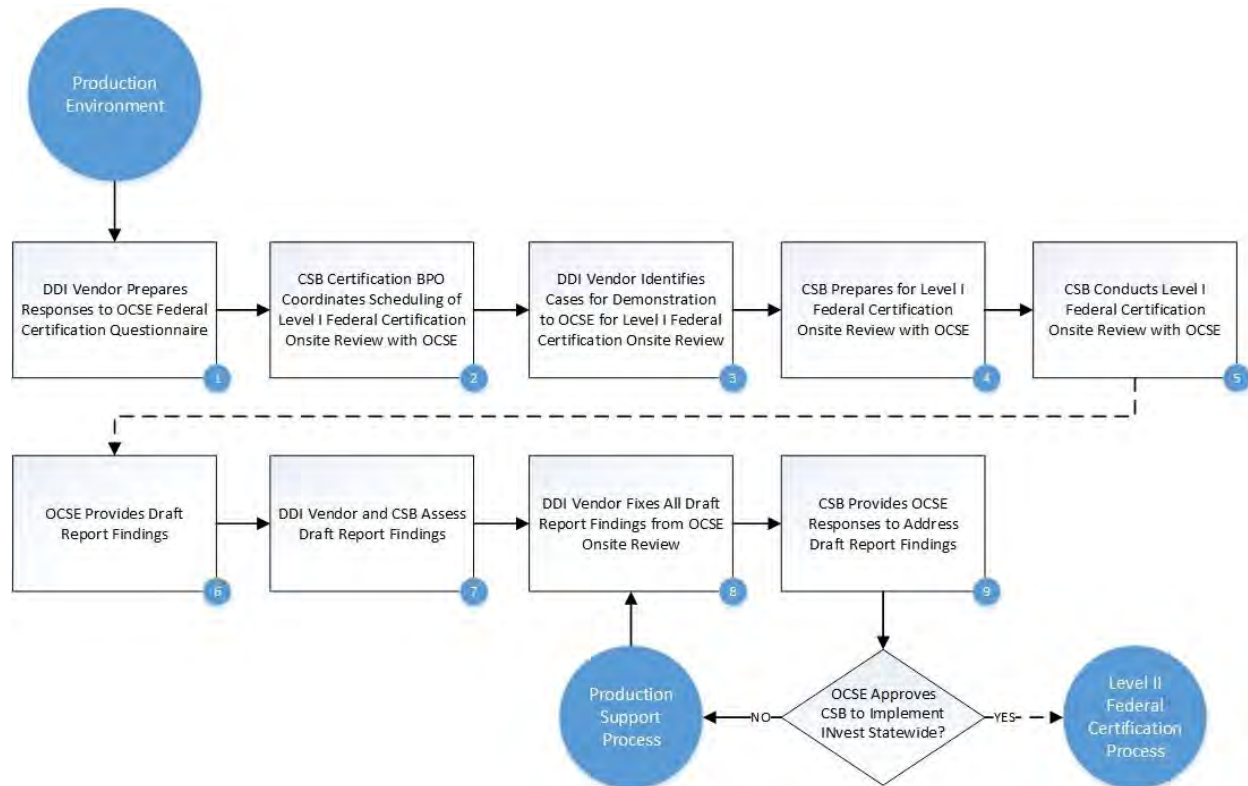 Production
Environment
DDI Vendor Prepares
Responses to OCSE Federal
Certification Questionnaire
1
CSB Certification BPO
Coordinates Scheduling of
Level I Federal Certification
Onsite Review with OCSE
2
DDI Vendor Identifies
Cases for Demonstration
to OCSE for Level I Federal
Certification Onsite Review
3
CSB Prepares for Level I
Federal Certification
Onsite Review with OCSE
4
CSB Conducts Level I
Federal Certification
Onsite Review with OCSE
5
OCSE Provides Draft
Report Findings
6
DDI Vendor and CSB Assess
Draft Report Findings
7
DDI Vendor Fixes All Draft
Report Findings from OCSE
Onsite Review
8
CSB Provides OCSE
Responses to Address
Draft Report Findings
9
Production
Support
Process
NO
OCSE Approves
CSB to Implement
INvest Statewide?
YES
Level II
Federal
Certification
Process